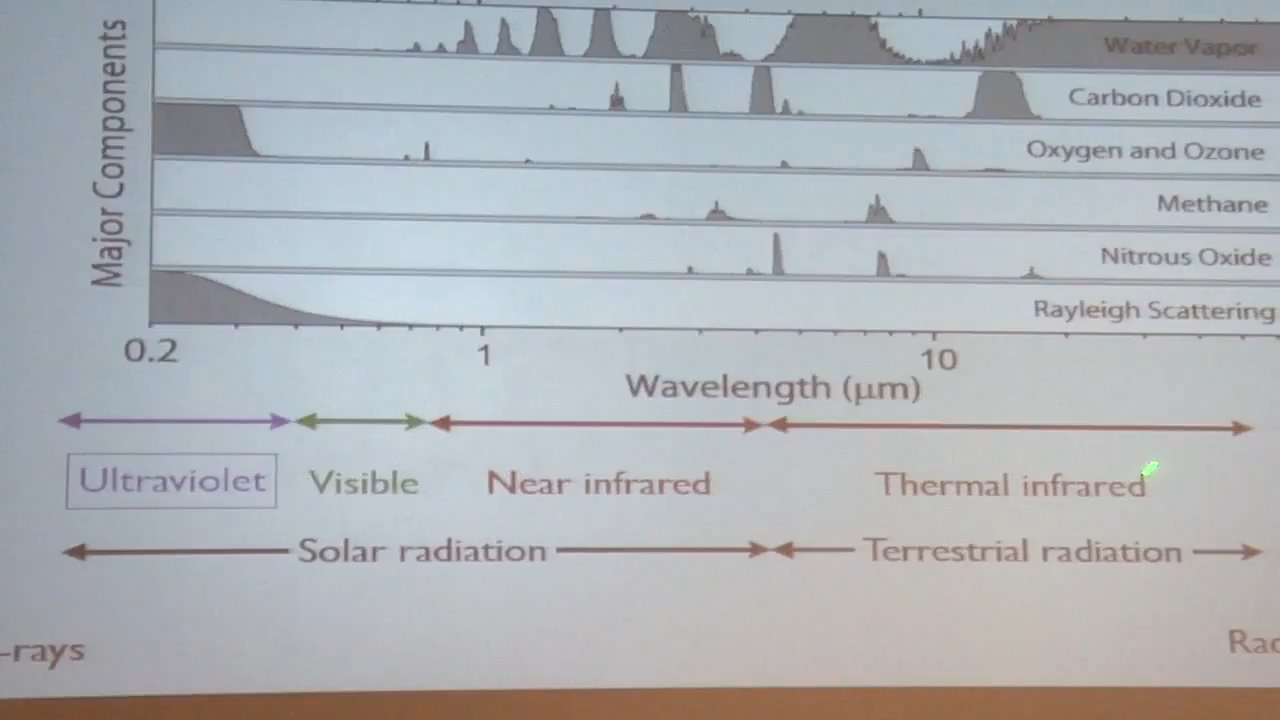 Major Components
Water Vapor
Carbon Dioxide
Oxygen and Ozone
Methane
Nitrous Oxide
Rayleigh Scattering
0.2 1 10
Wavelength (μm)
Ultraviolet Visible Near infrared Thermal infrared
Solar radiation Terrestrial radiation
-rays